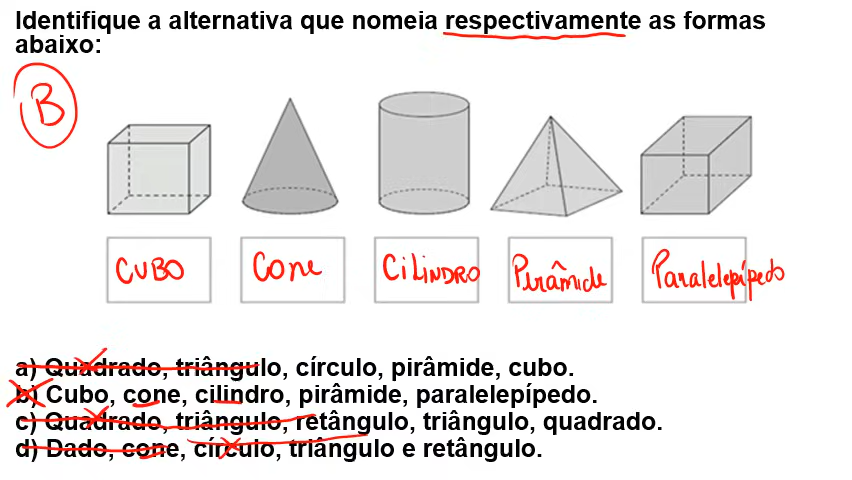 Identifique a alternativa que nomeia respectivamente as formas
abaixo:
B
CUBO Cone CiLiNDRO Pirâmide Paralelepípedo
a) Quadrado, triângulo, círculo, pirâmide, cubo.
b) Cubo, cone, cilindro, pirâmide, paralelepípedo.
c) Quadrado, triângulo, retângulo, triângulo, quadrado.
d) Dado, cone, círculo, triângulo e retângulo.